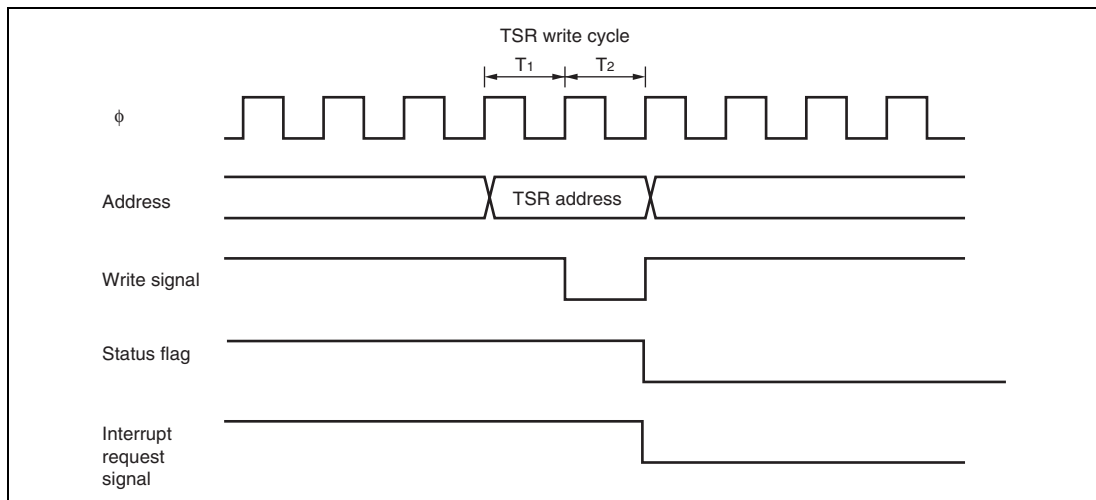 TSR write cycle
T1 T2
ϕ
Address
TSR address
Write signal
Status flag
Interrupt
request
signal